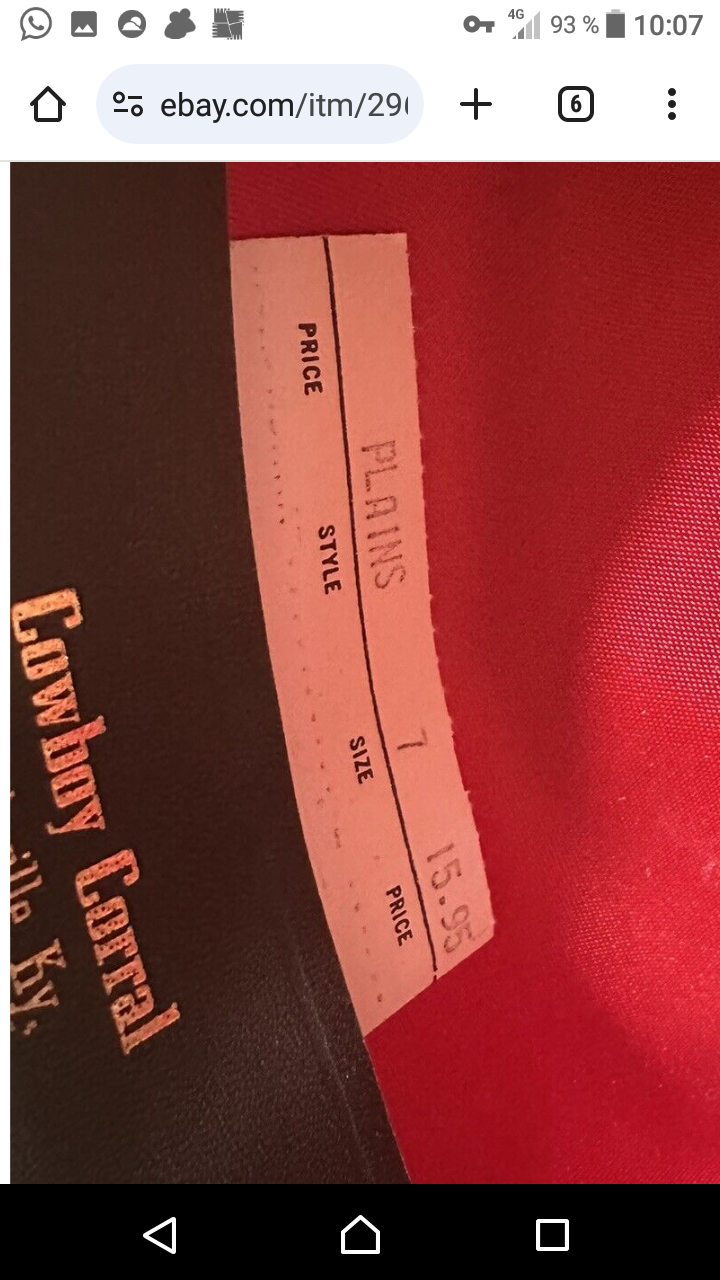 4G 93 % 10:07
ebay.com/itm/29
6
PRICE STYLE SIZE PRICE
PLAINS 7 15.95
Cowboy Corral
Ky.